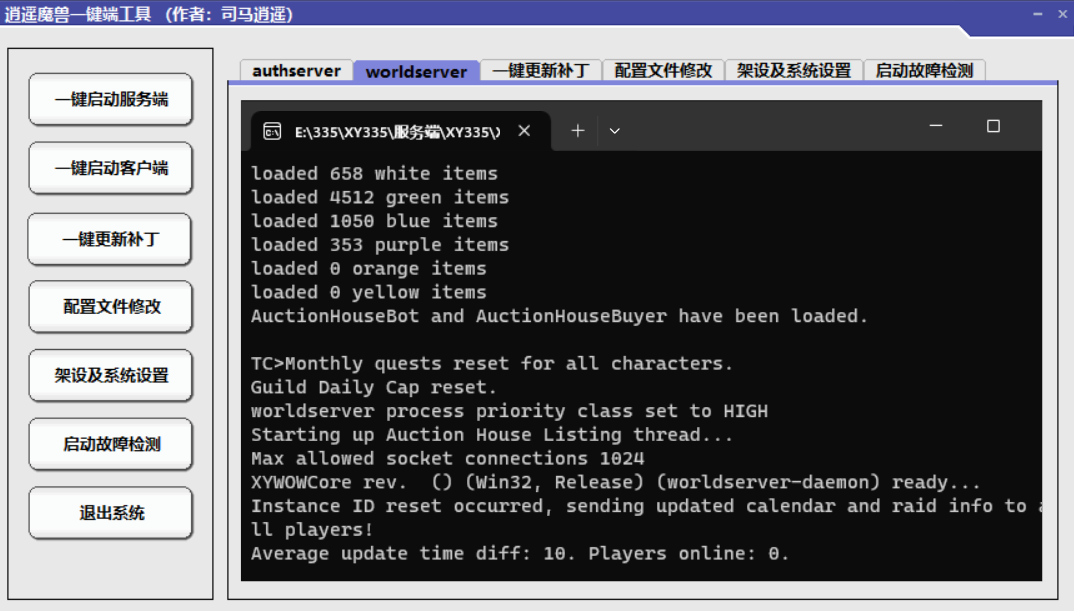 逍遥魔兽一键端工具 (作者：司马逍遥)
一键启动服务端
一键启动客户端
一键更新补丁
配置文件修改
架设及系统设置
启动故障检测
退出系统
authserver worldserver 一键更新补丁 配置文件修改 架设及系统设置 启动故障检测
E:\335\XY335\服务端\XY335\
loaded 658 white items
loaded 4512 green items
loaded 1050 blue items
loaded 353 purple items
loaded 0 orange items
loaded 0 yellow items
AuctionHouseBot and AuctionHouseBuyer have been loaded.
TC>Monthly quests reset for all characters.
Guild Daily Cap reset.
worldserver process priority class set to HIGH
Starting up Auction House Listing thread...
Max allowed socket connections 1024
XYWOWCore rev.  () (Win32, Release) (worldserver-daemon) ready...
Instance ID reset occurred, sending updated calendar and raid info to a
ll players!
Average update time diff: 10. Players online: 0.